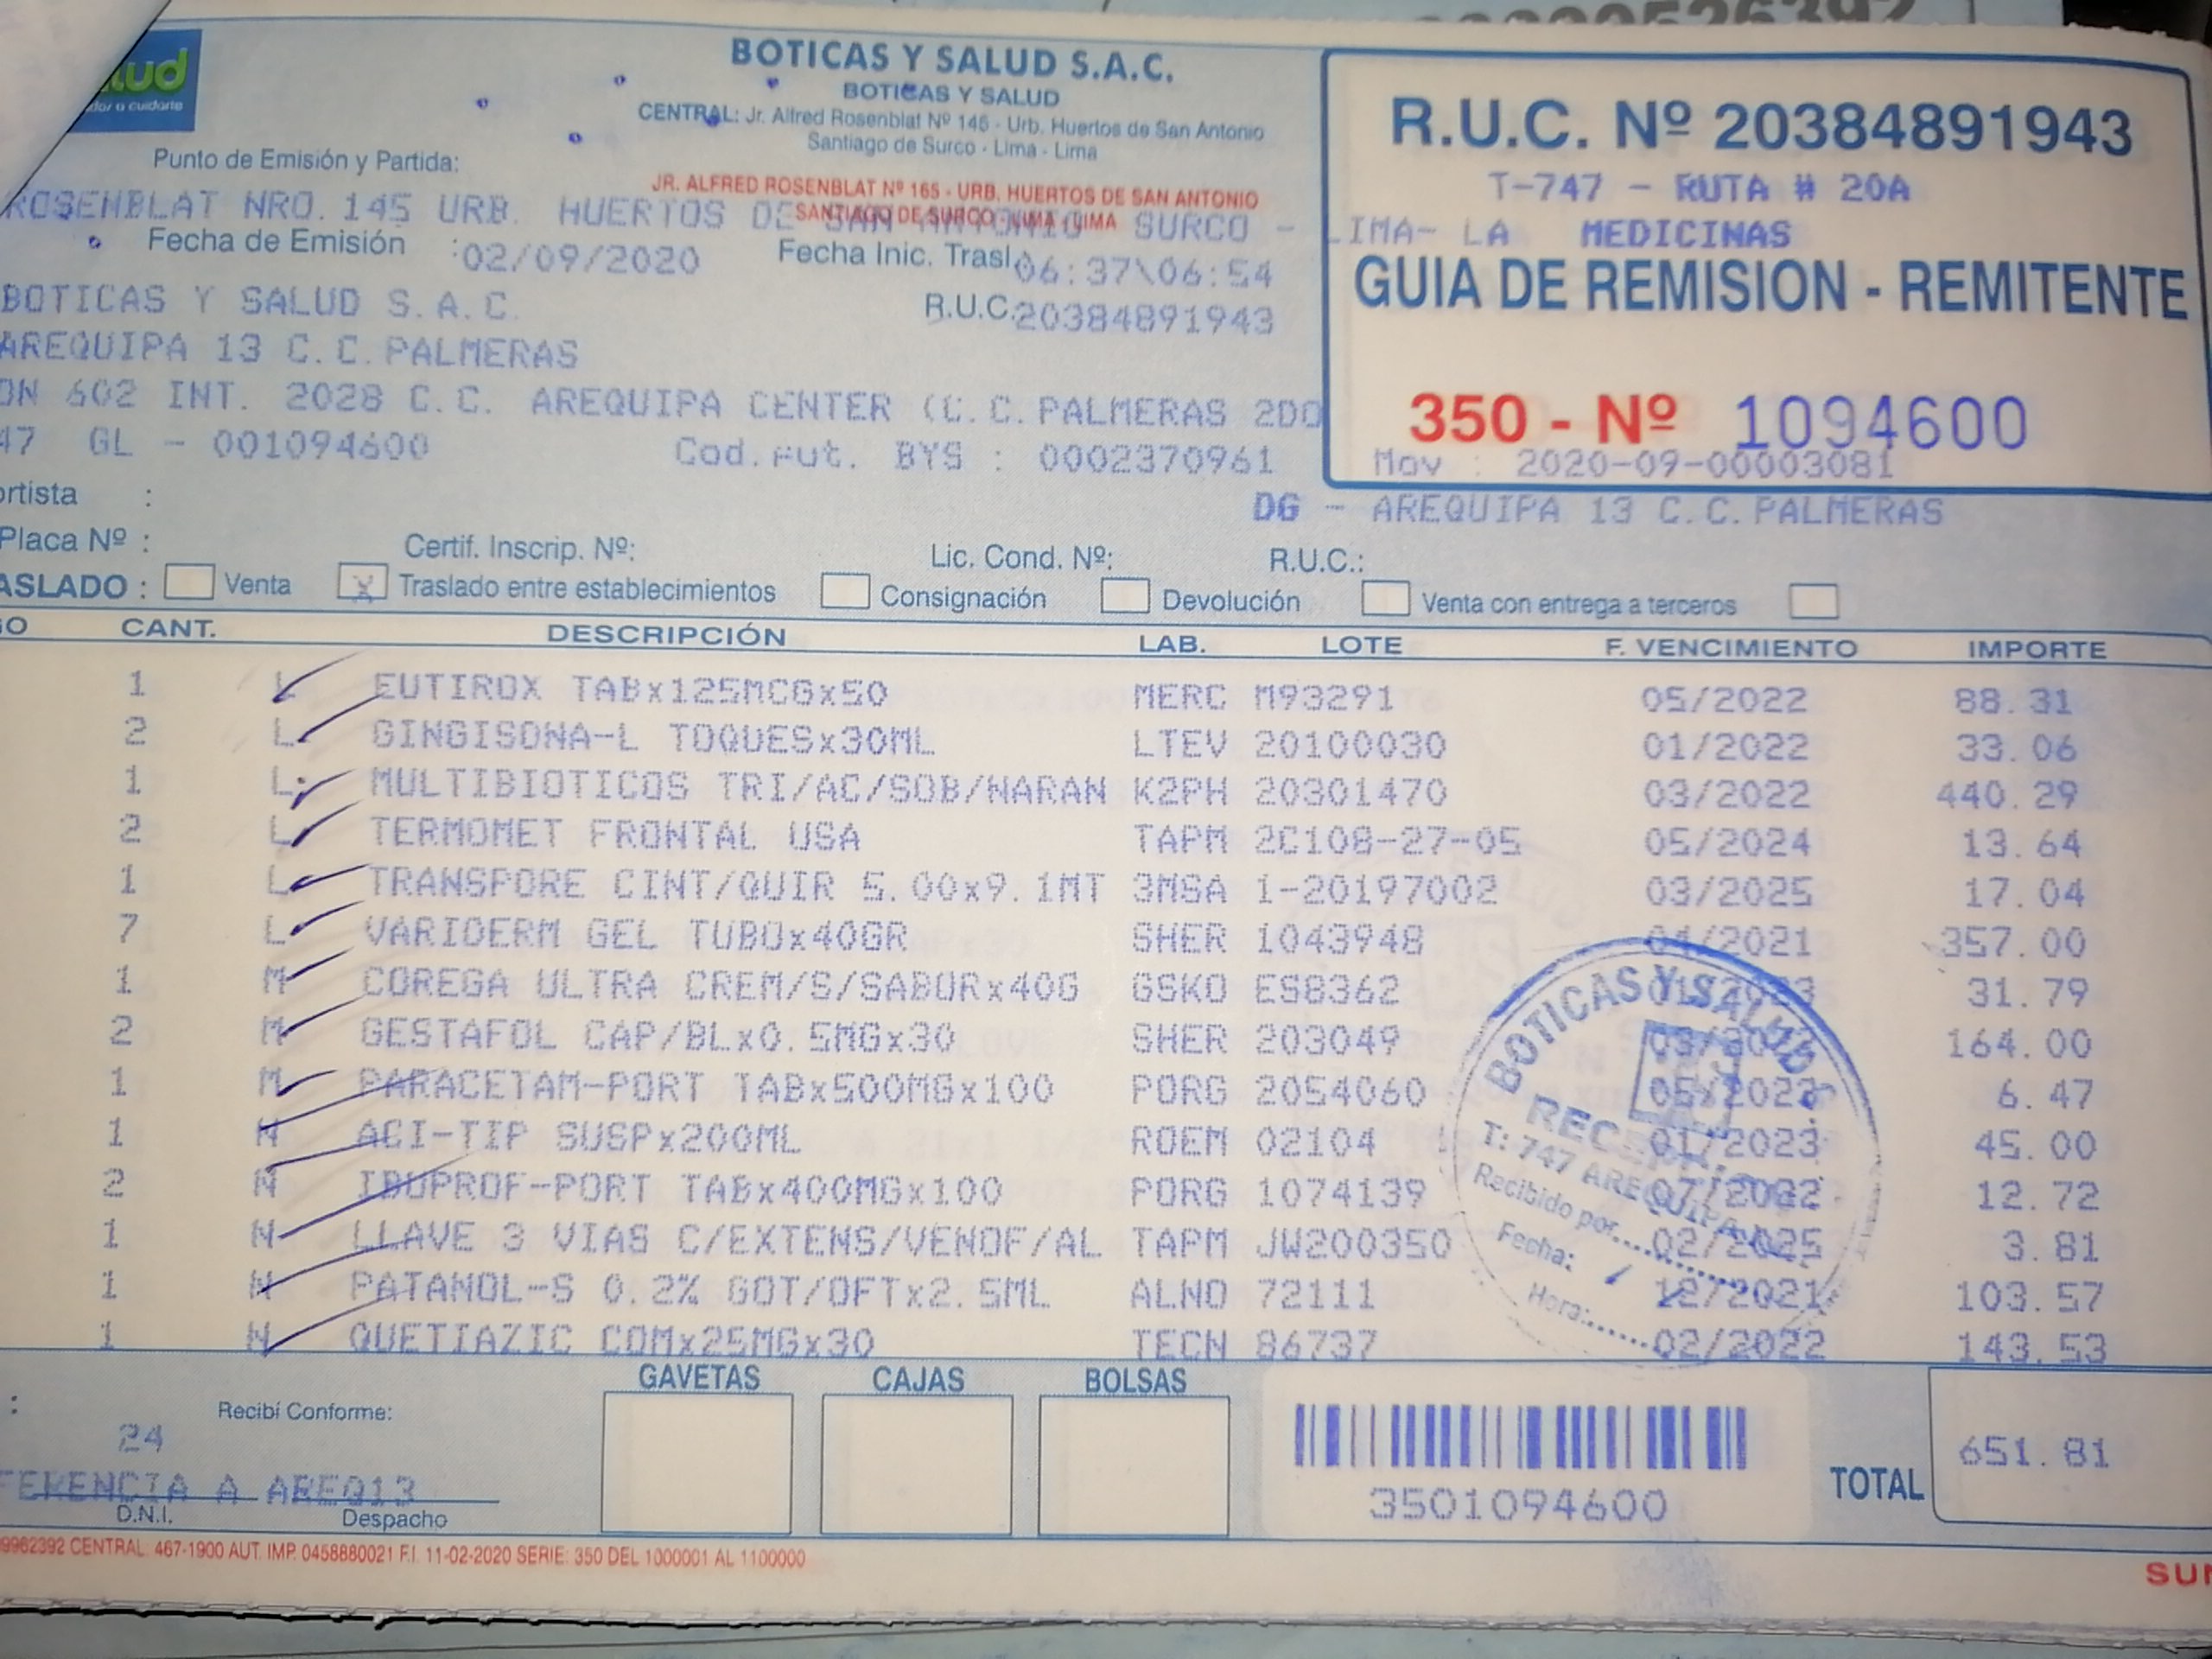 BOTICAS Y SALUD S.A.C.
BOTICAS Y SALUD
CENTRAL: Jr. Alfred Rosenblat Nº 145 - Urb. Huertos de San Antonio
Santiago de Surco - Lima - Lima
JR. ALFRED ROSENBLAT Nº 165 - URB. HUERTOS DE SAN ANTONIO
SANTIAGO DE SURCO - LIMA - LIMA
R.U.C. Nº 20384891943
T-747 - RUTA # 20A
Punto de Emisión y Partida:
ROSENBLAT NRO. 145 URB. HUERTOS DE SAN ANTONIO SURCO - LIMA- LA MEDICINAS
Fecha de Emisión :02/09/2020 Fecha Inic. Trasl. 06:37\06:54
GUIA DE REMISION - REMITENTE
BOTICAS Y SALUD S.A.C. R.U.C. 20384891943
AREQUIPA 13 C.C.PALMERAS
602 INT. 2028 C.C. AREQUIPA CENTER (C.C.PALMERAS 2DO
350 - Nº 1094600
47 GL - 001094600 Cod.Aut. BYS : 0002370961
Mov : 2020-09-00003081
DG - AREQUIPA 13 C.C.PALMERAS
Placa Nº : Certif. Inscrip. Nº: Lic. Cond. Nº: R.U.C.:
ASLADO : Venta X Traslado entre establecimientos Consignación Devolución Venta con entrega a terceros
GO CANT. DESCRIPCIÓN LAB. LOTE F. VENCIMIENTO IMPORTE
1 L EUTIROX TABx125MCGx50 MERC M93291 05/2022 88.31
2 L GINGISONA-L TOQUESx30ML LTEV 20100030 01/2022 33.06
1 L MULTIBIOTICOS TRI/AC/SOB/NARAN K2PH 20301470 03/2022 440.29
2 L TERMOMET FRONTAL USA TAPM 2C108-27-05 05/2024 13.64
1 L TRANSPORE CINT/QUIR 5.00x9.1MT 3MSA 1-20197002 03/2025 17.04
7 L VARIDERM GEL TUBOx40GR SHER 1043948 04/2021 357.00
1 M COREGA ULTRA CREM/S/SABORx40G GSKO ES8362 31.79
2 M GESTAFOL CAP/BLx0.5MGx30 SHER 203049 164.00
1 M PARACETAM-PORT TABx500MGx100 PORG 2054060 05/2022 6.47
1 N ACI-TIP SUSPx200ML ROEM 02104 01/2023 45.00
2 N IBUPROF-PORT TABx400MGx100 PORG 1074139 07/2022 12.72
1 N LLAVE 3 VIAS C/EXTENS/VENOF/AL TAPM JW200350 02/2025 3.81
1 N PATANOL-S 0.2% GOT/OFTx2.5ML ALNO 72111 12/2021 103.57
1 N QUETIAZIC COMx25MGx30 TECN 86737 02/2022 143.53
BOTICAS Y SALUD
T: 747 AREQUIPA
Recibido por
Fecha:
Hora:
GAVETAS CAJAS BOLSAS
Recibí Conforme:
24
FERENCIA A AREQ13
D.N.I. Despacho
3501094600
TOTAL 651.81
9962392 CENTRAL: 467-1900 AUT. IMP. 0458880021 F.I. 11-02-2020 SERIE: 350 DEL 1000001 AL 1100000